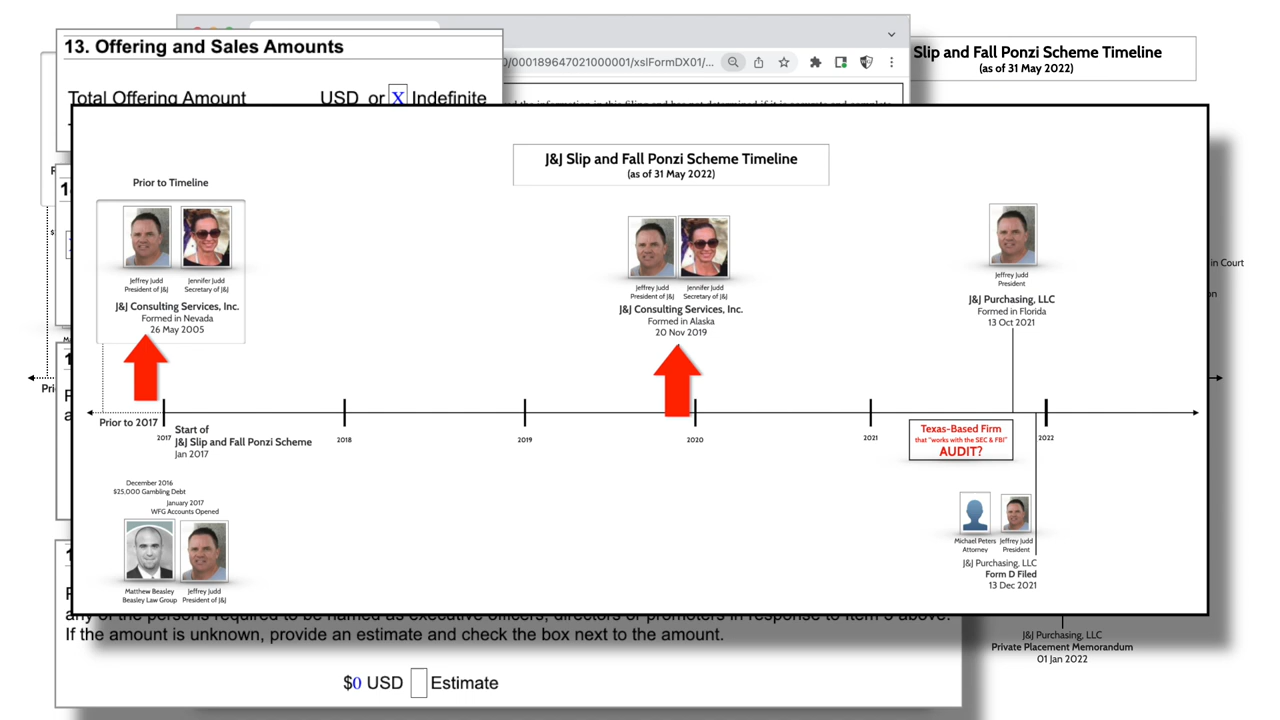 13. Offering and Sales Amounts
Total Offering Amount USD or X Indefinite
0/000189647021000001/xslFormDX01/...
Slip and Fall Ponzi Scheme Timeline
(as of 31 May 2022)
J&J Slip and Fall Ponzi Scheme Timeline
(as of 31 May 2022)
Prior to Timeline
Jeffrey Judd
President of J&J
Jennifer Judd
Secretary of J&J
J&J Consulting Services, Inc.
Formed in Nevada
26 May 2005
Jeffrey Judd
President of J&J
Jennifer Judd
Secretary of J&J
J&J Consulting Services, Inc.
Formed in Alaska
20 Nov 2019
Jeffrey Judd
President
J&J Purchasing, LLC
Formed in Florida
13 Oct 2021
in Court
Pri
Prior to 2017
2017
2018
2019
2020
2021
2022
Start of
J&J Slip and Fall Ponzi Scheme
Jan 2017
Texas-Based Firm
that "works with the SEC & FBI"
AUDIT?
December 2016
$25,000 Gambling Debt
January 2017
WFG Accounts Opened
Matthew Beasley
Beasley Law Group
Jeffrey Judd
President of J&J
Michael Peters
Attorney
Jeffrey Judd
President
J&J Purchasing, LLC
Form D Filed
13 Dec 2021
any of the persons required to be named as executive officers, directors or promoters in response to Item 3 above.
If the amount is unknown, provide an estimate and check the box next to the amount.
$0 USD Estimate
J&J Purchasing, LLC
Private Placement Memorandum
01 Jan 2022